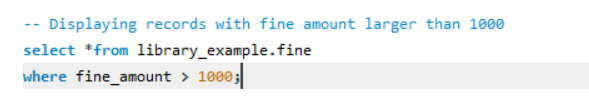 -- Displaying records with fine amount larger than 1000
select *from library_example.fine
where fine_amount > 1000;